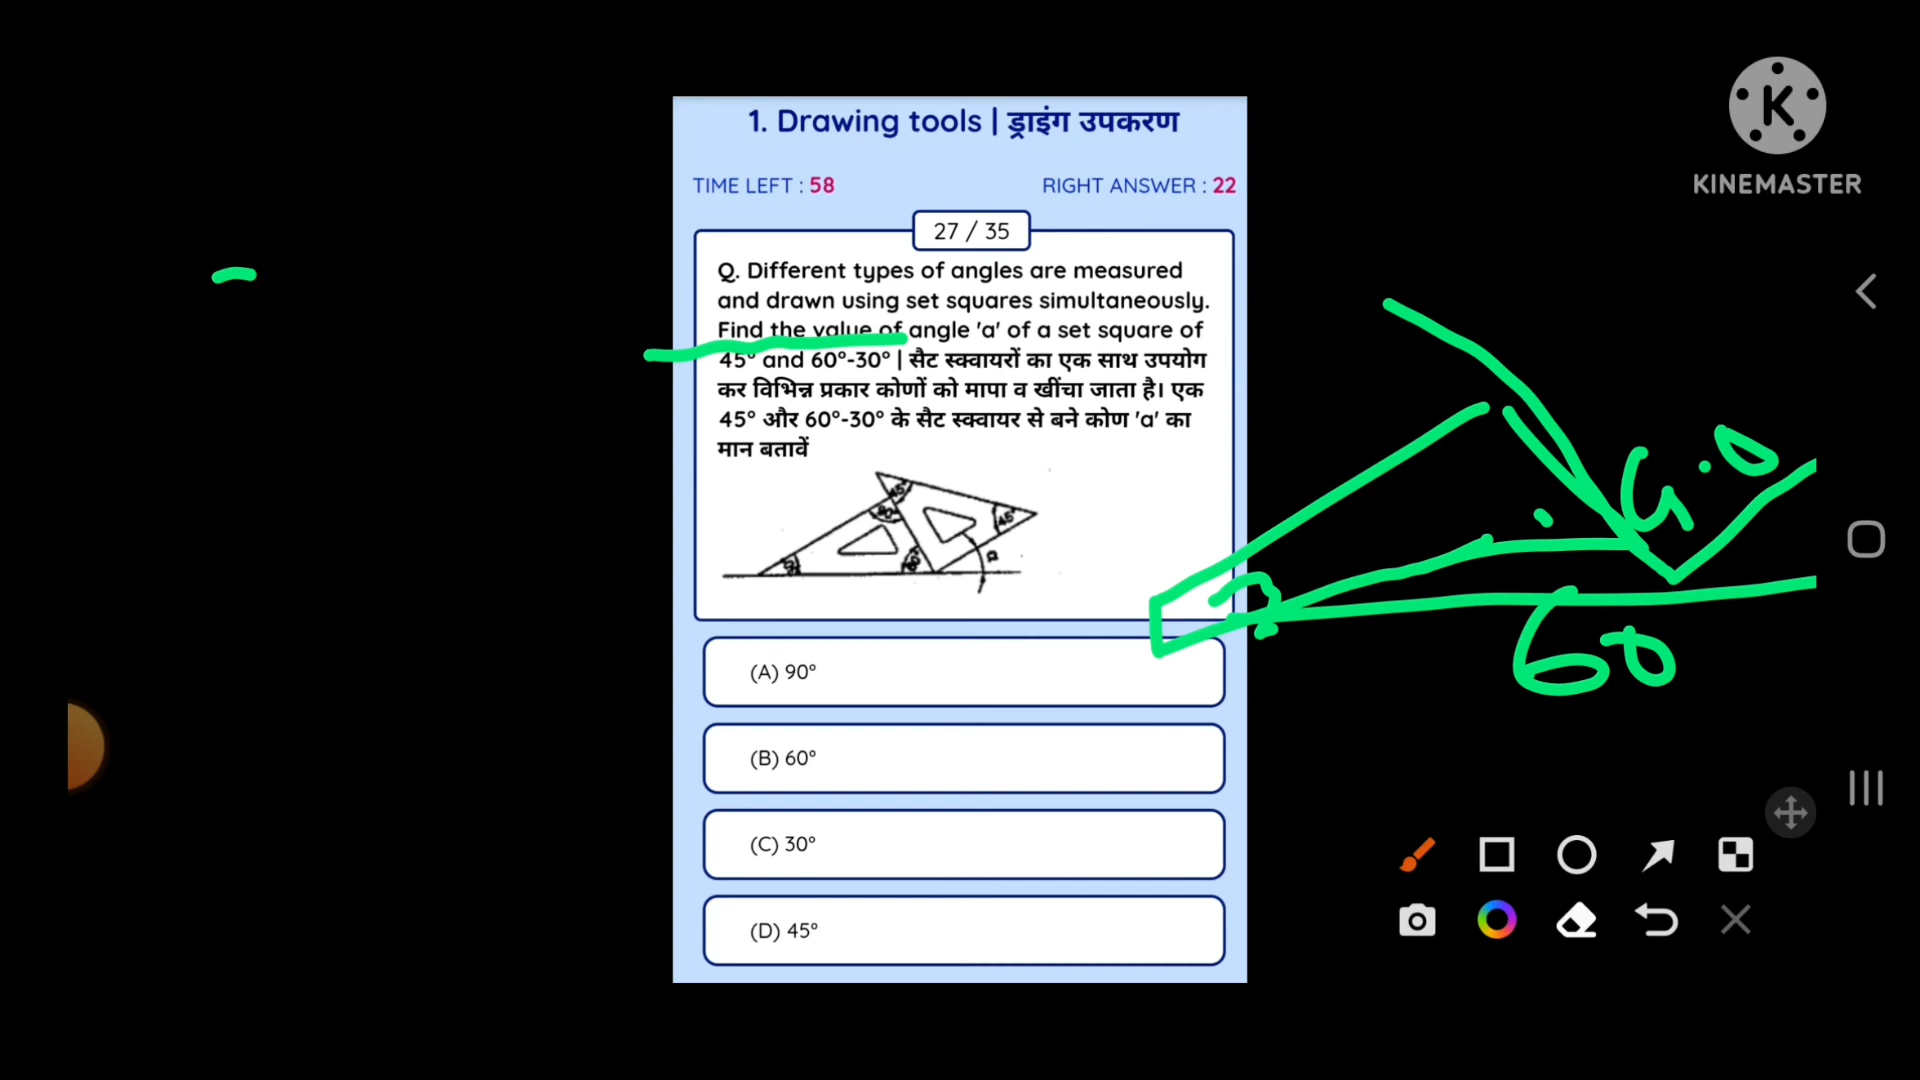 1. Drawing tools | ड्राइंग उपकरण
KINEMASTER
TIME LEFT : 58 RIGHT ANSWER : 22
27 / 35
Q. Different types of angles are measured
and drawn using set squares simultaneously.
Find the value of angle 'a' of a set square of
45° and 60°-30° | सैट स्क्वायरों का एक साथ उपयोग
कर विभिन्न प्रकार कोणों को मापा व खींचा जाता है। एक
45° और 60°-30° के सैट स्क्वायर से बने कोण 'a' का
मान बतावें
45°
45°
a
60
(A) 90°
(B) 60°
(C) 30°
(D) 45°